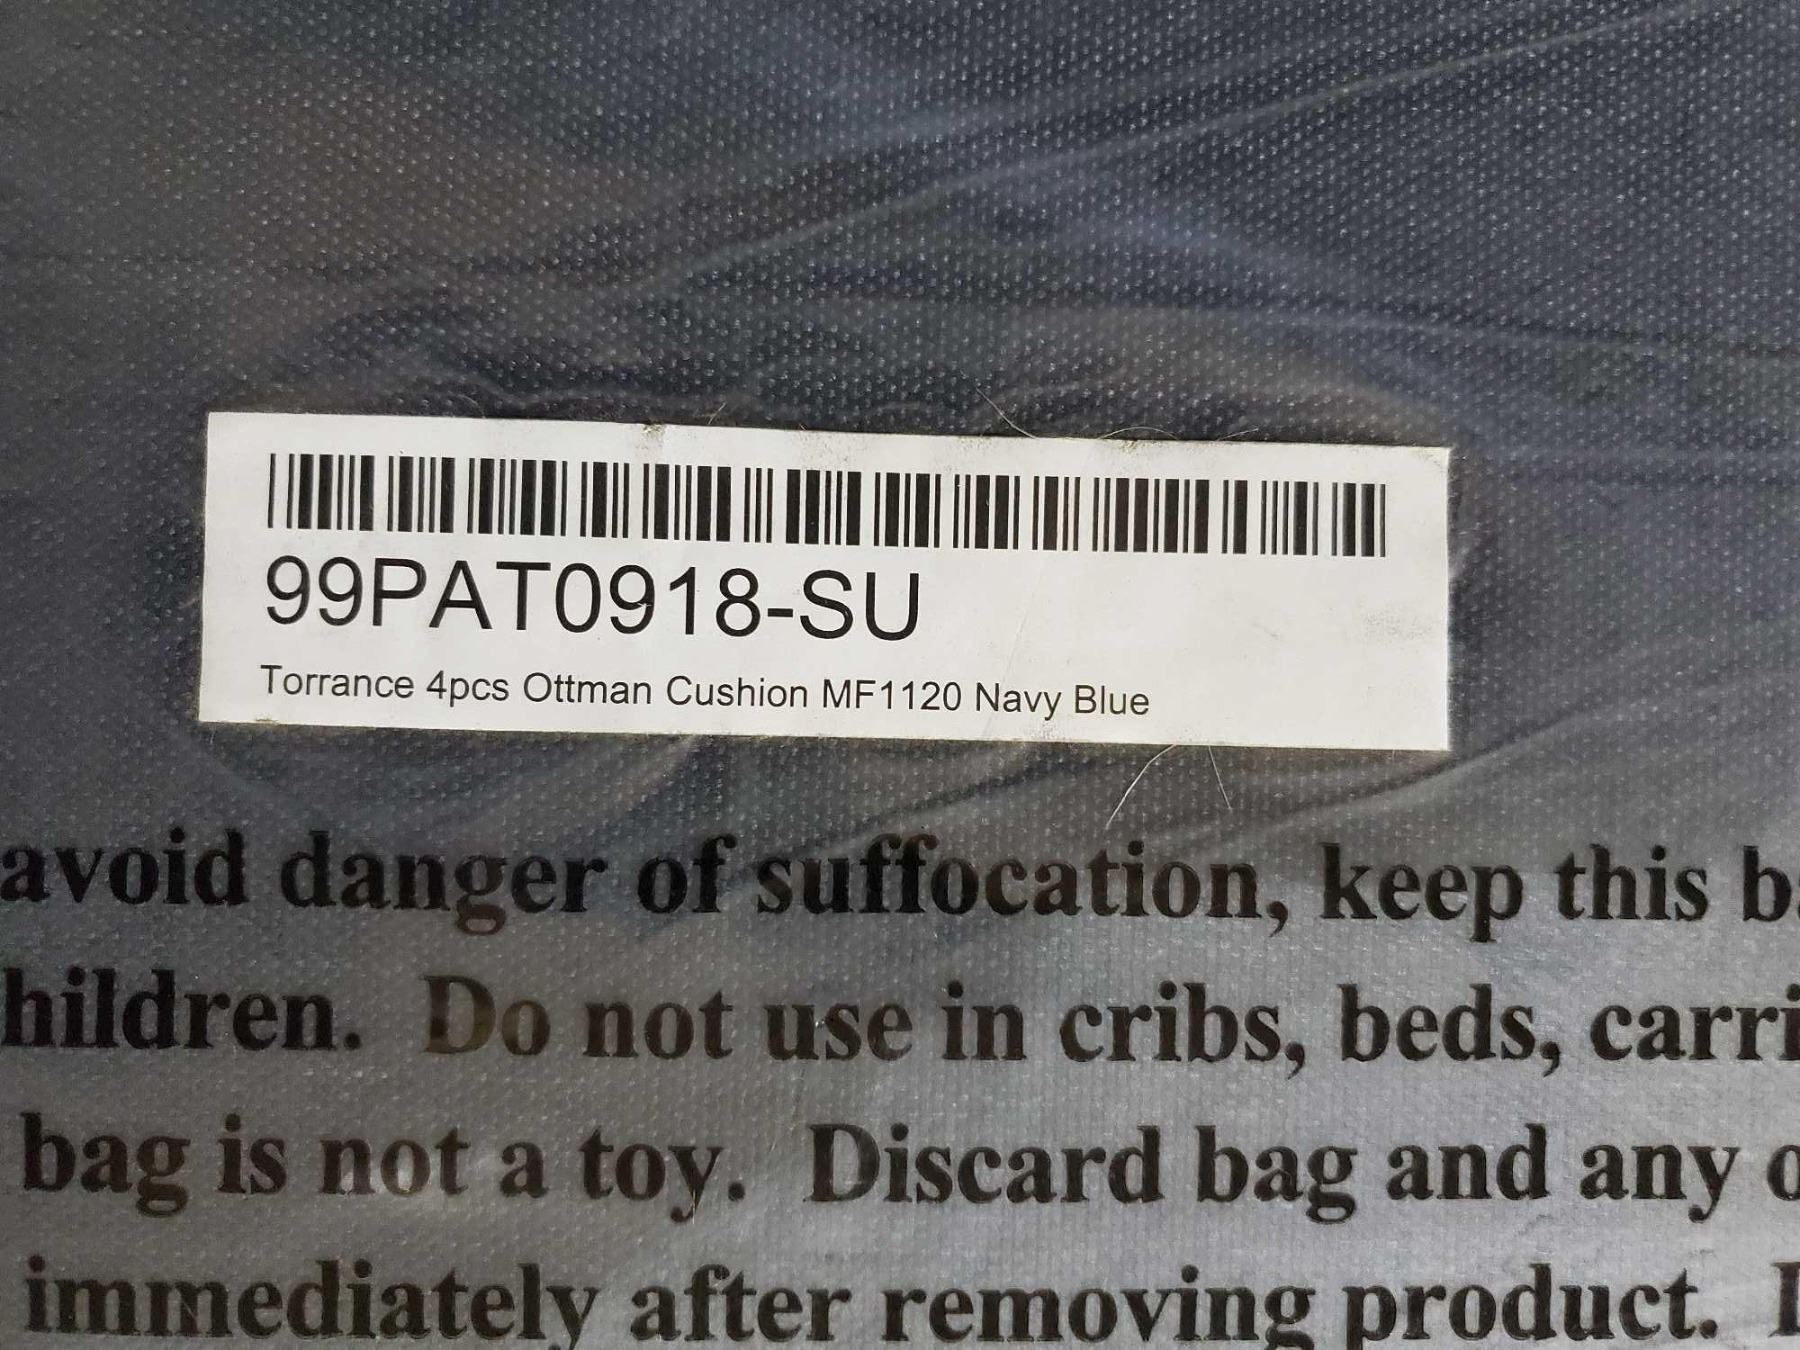 99PAT0918-SU
Torrance 4pcs Ottman Cushion MF1120 Navy Blue
avoid danger of suffocation, keep this b
hildren. Do not use in cribs, beds, carri
bag is not a toy. Discard bag and any o
immediately after removing product.